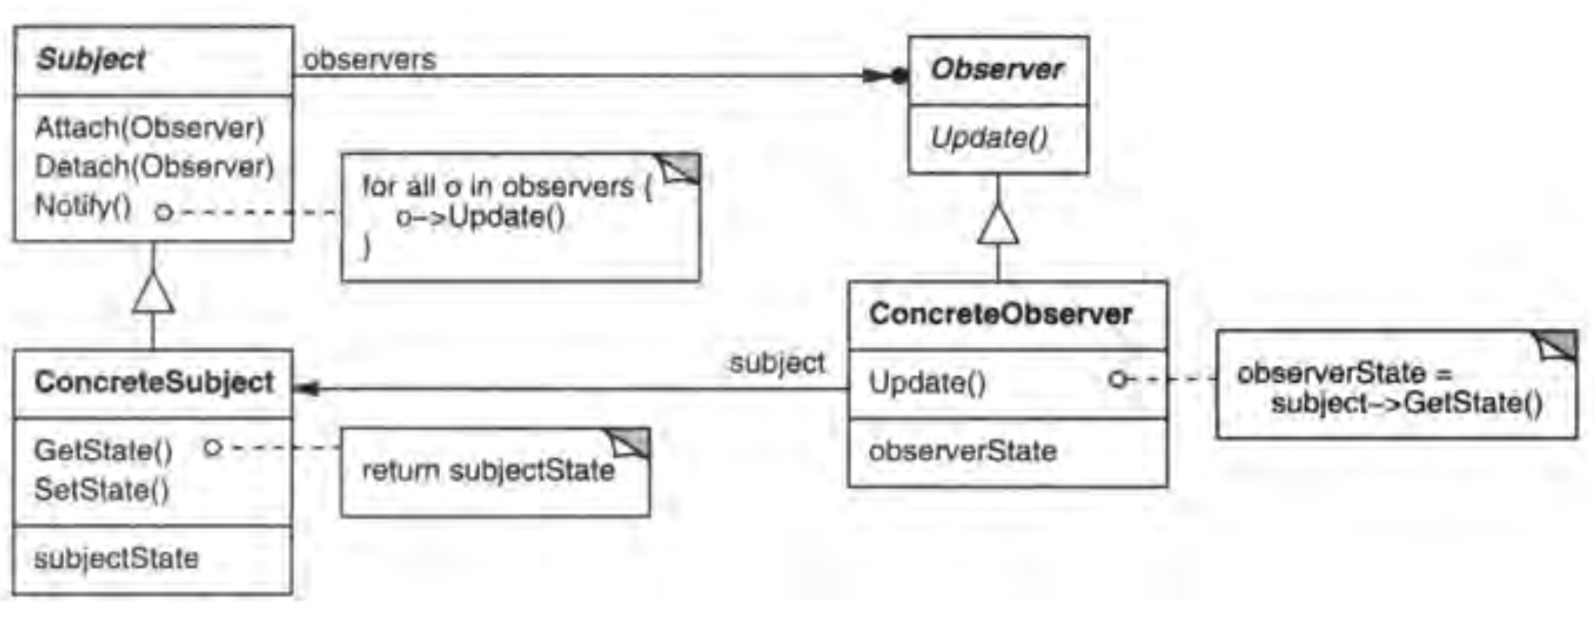 Subject
observers
Observer
Attach(Observer)
Detach(Observer)
Notify()
for all o in observers {
o->Update()
}
Update()
ConcreteSubject
GetState()
SetState()
subjectState
return subjectState
subject
ConcreteObserver
Update()
observerState
observerState =
subject->GetState()